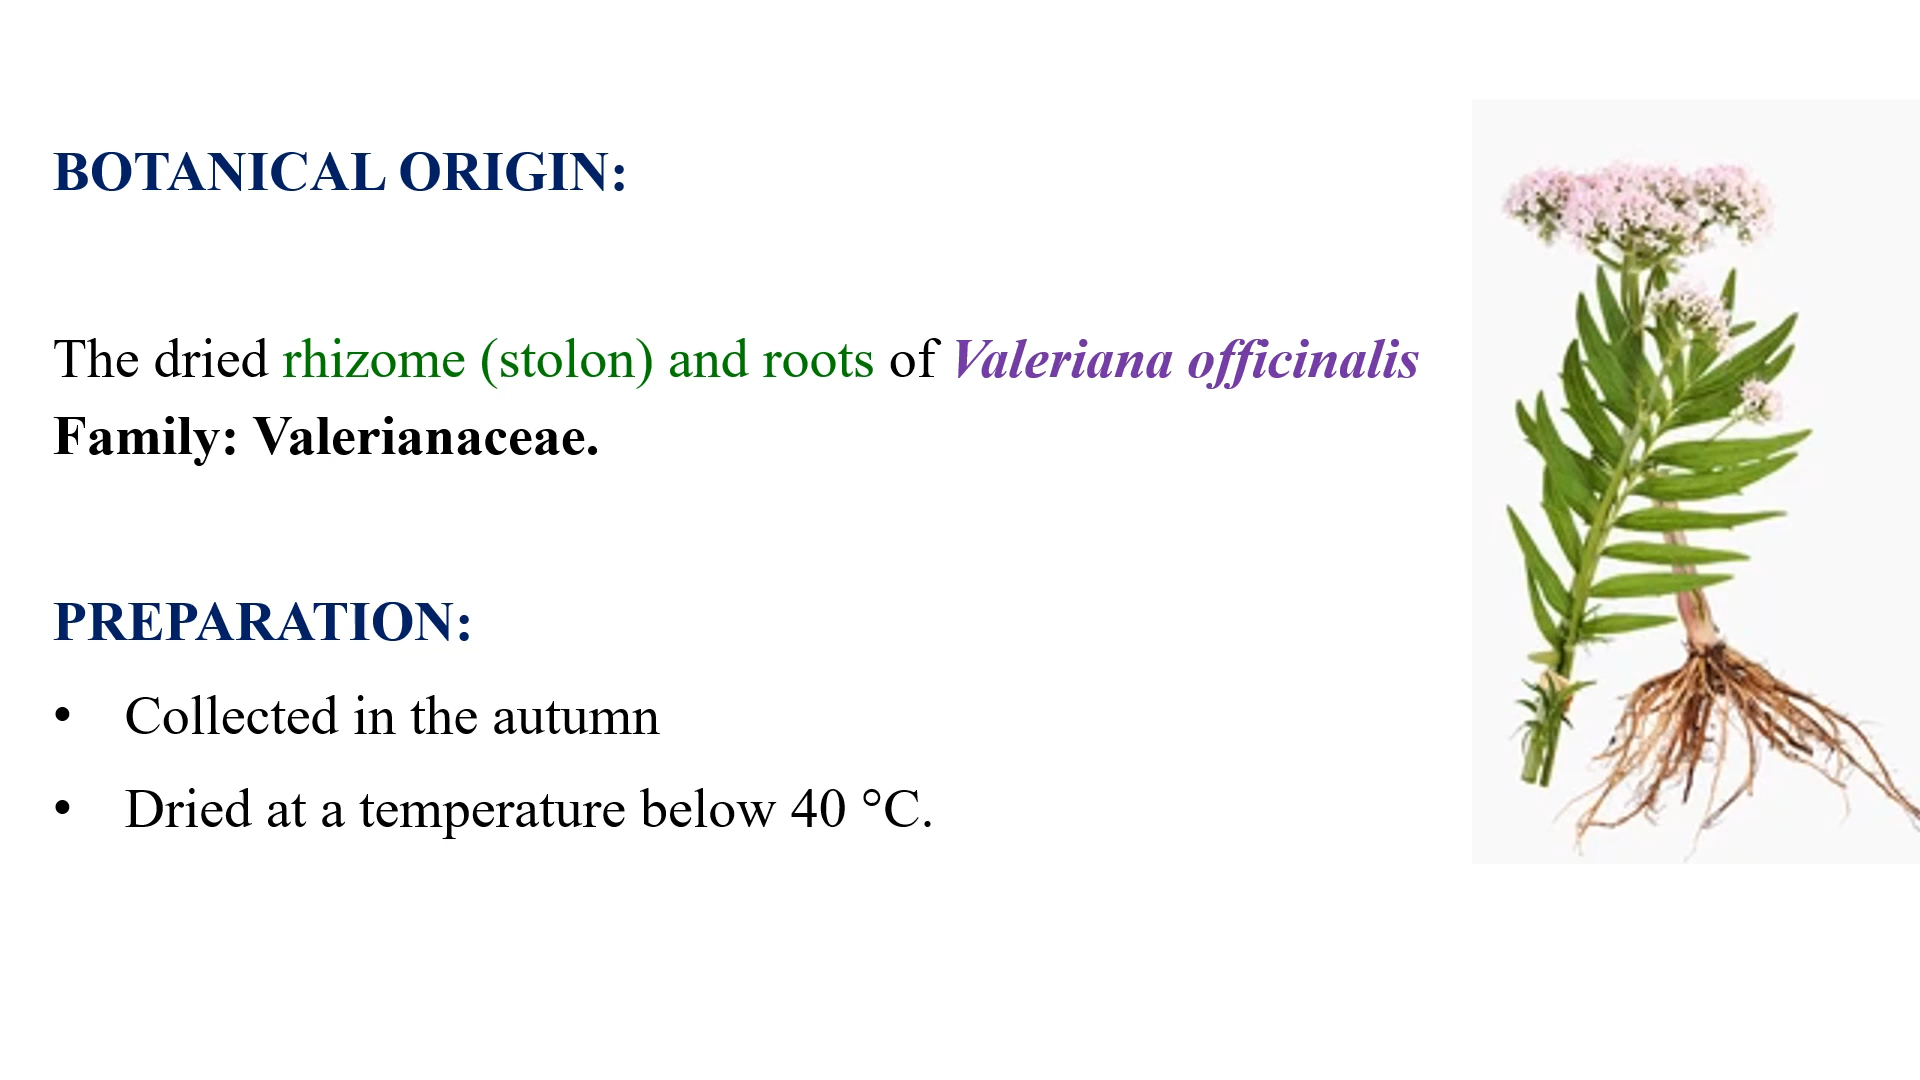 BOTANICAL ORIGIN:
The dried rhizome (stolon) and roots of Valeriana officinalis
Family: Valerianaceae.
PREPARATION:
• Collected in the autumn
• Dried at a temperature below 40 °C.